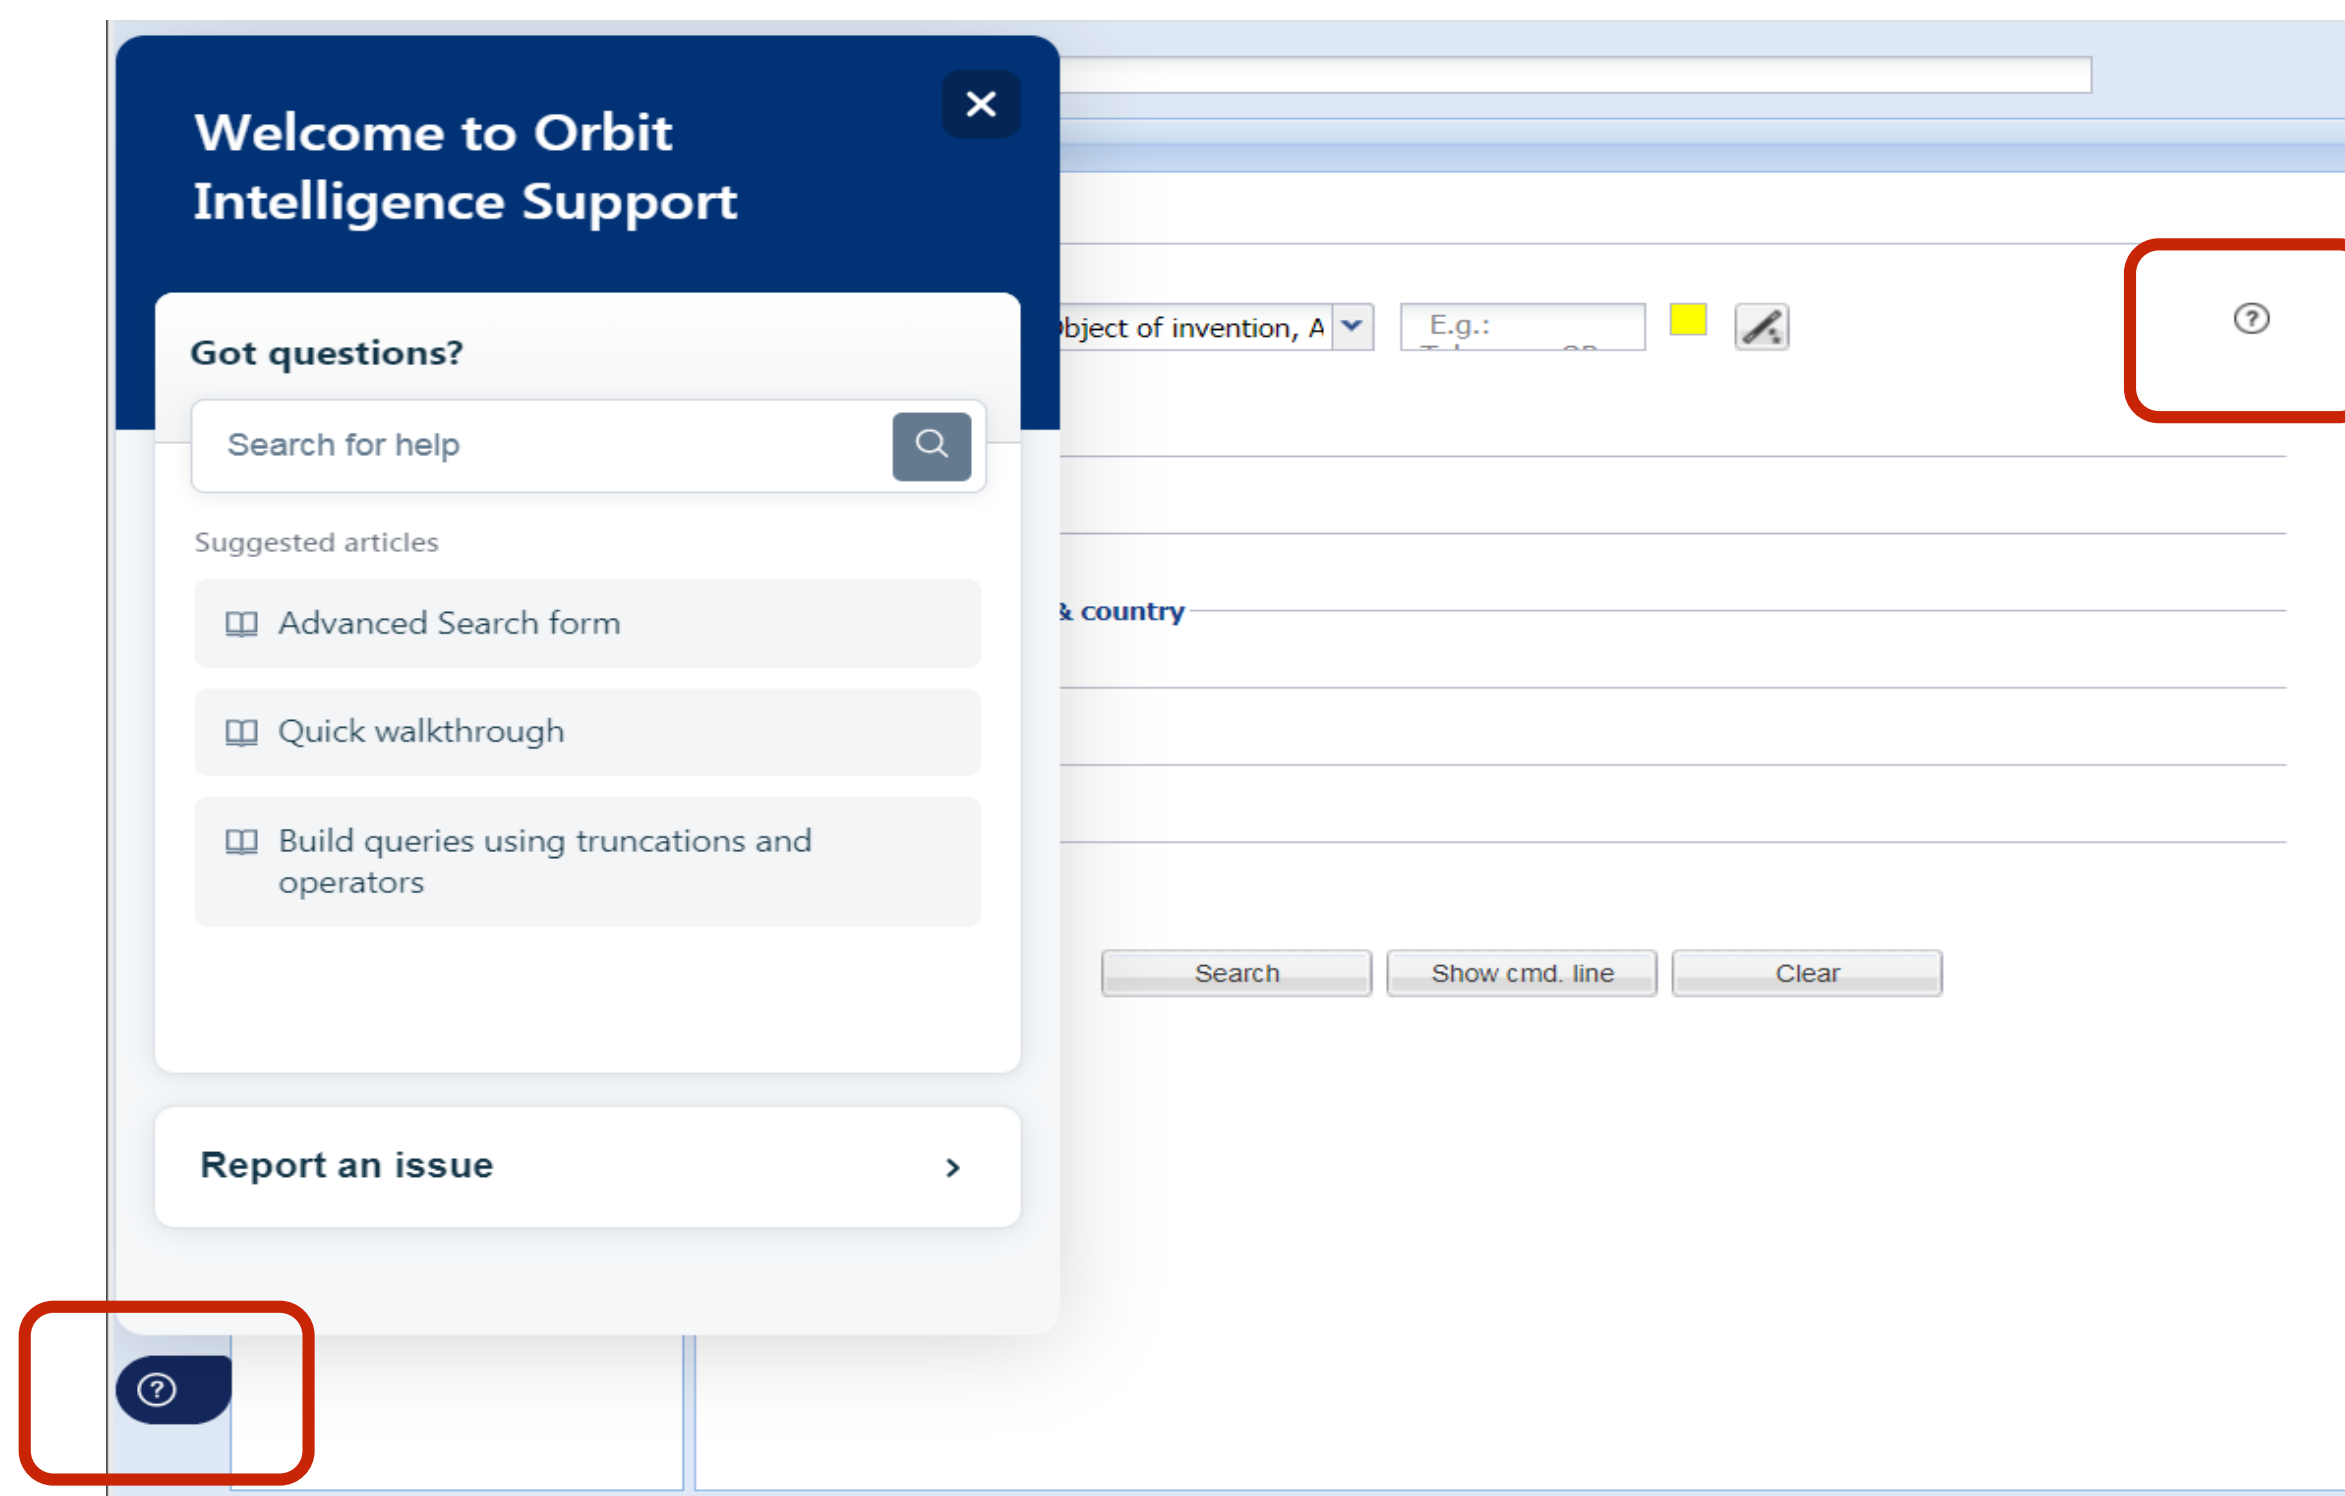 Welcome to Orbit
Intelligence Support
Got questions?
Search for help
Suggested articles
Advanced Search form
Quick walkthrough
Build queries using truncations and
operators
Report an issue
of invention, A
E.g.:
& country
Search
Show cmd. line
Clear